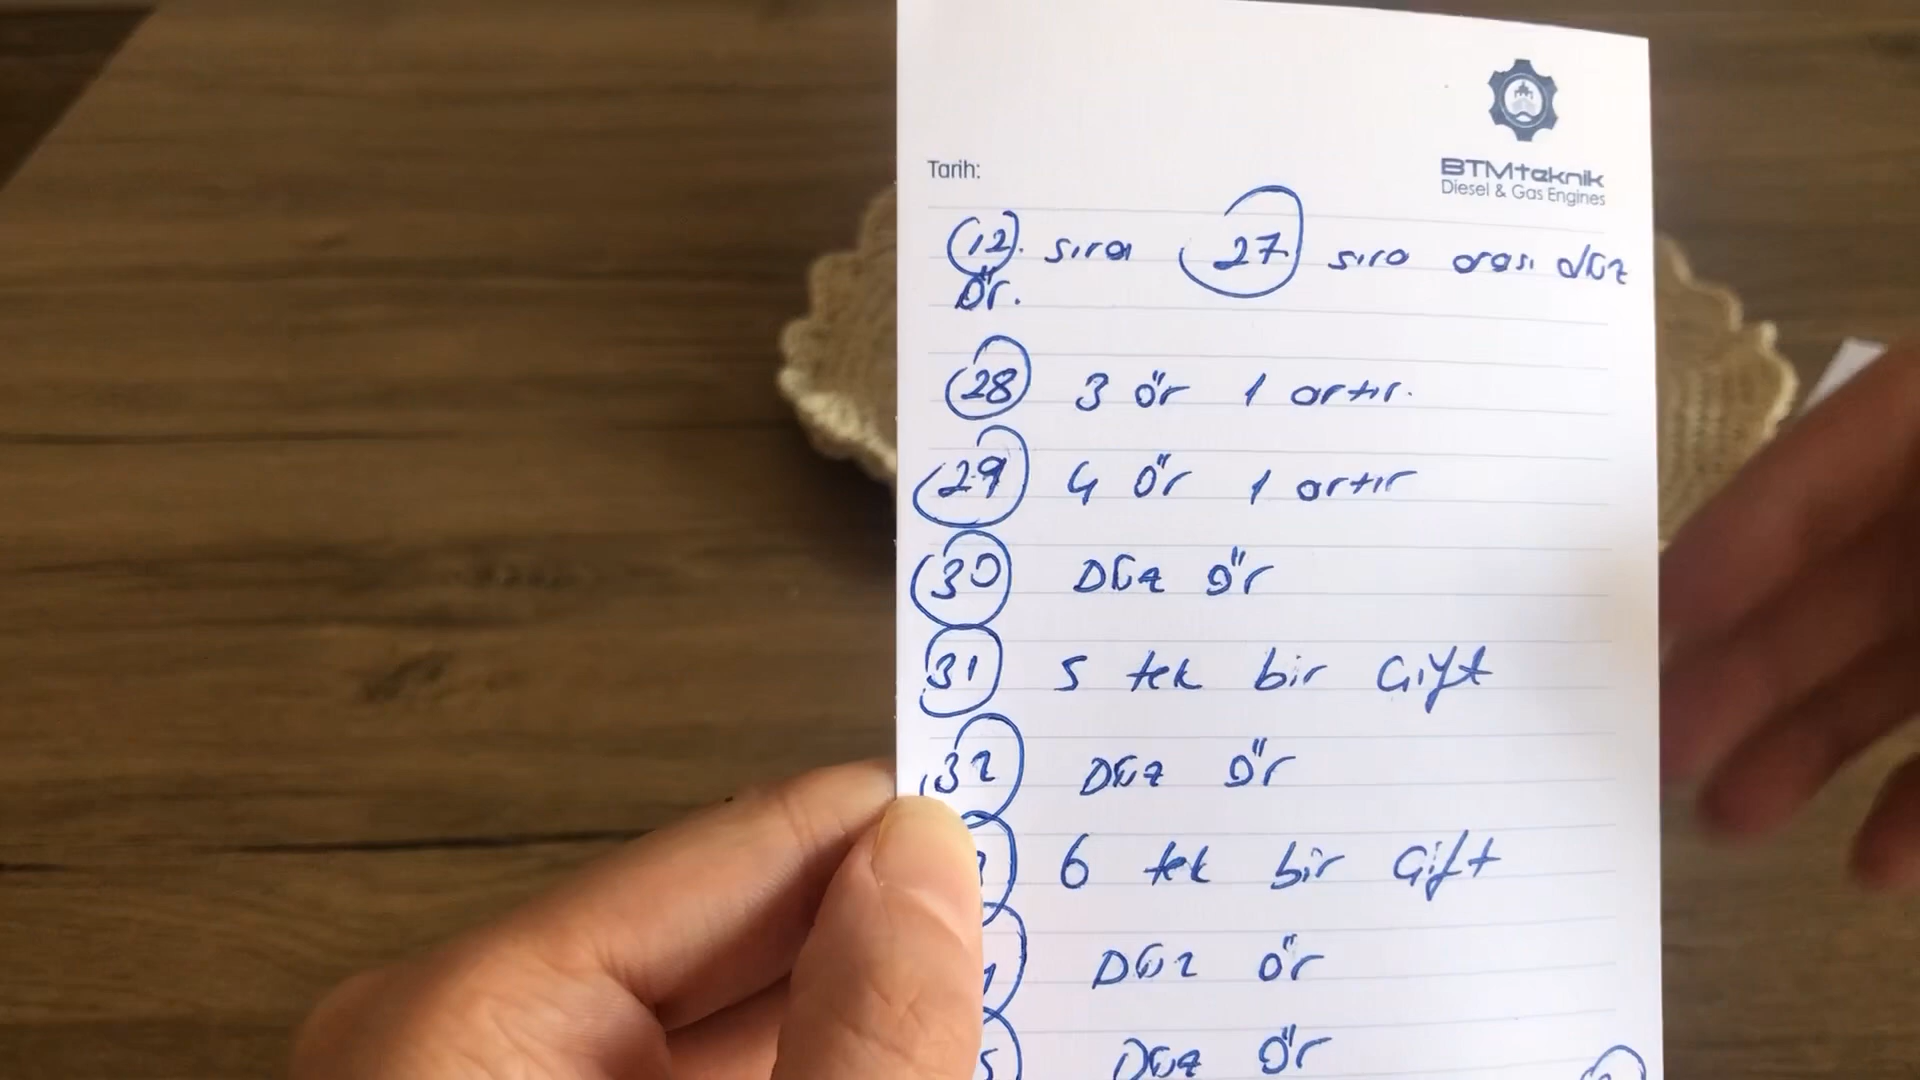 BTMteknik
Diesel & Gas Engines
Tarih:
12. sıra 27. sıra arası düz
ör.
28 3 ör 1 artır.
29 4 ör 1 artır
30 Düz ör
31 5 tek bir Çift
32 Düz ör
6 tek bir Çift
Düz ör
5 Düz ör